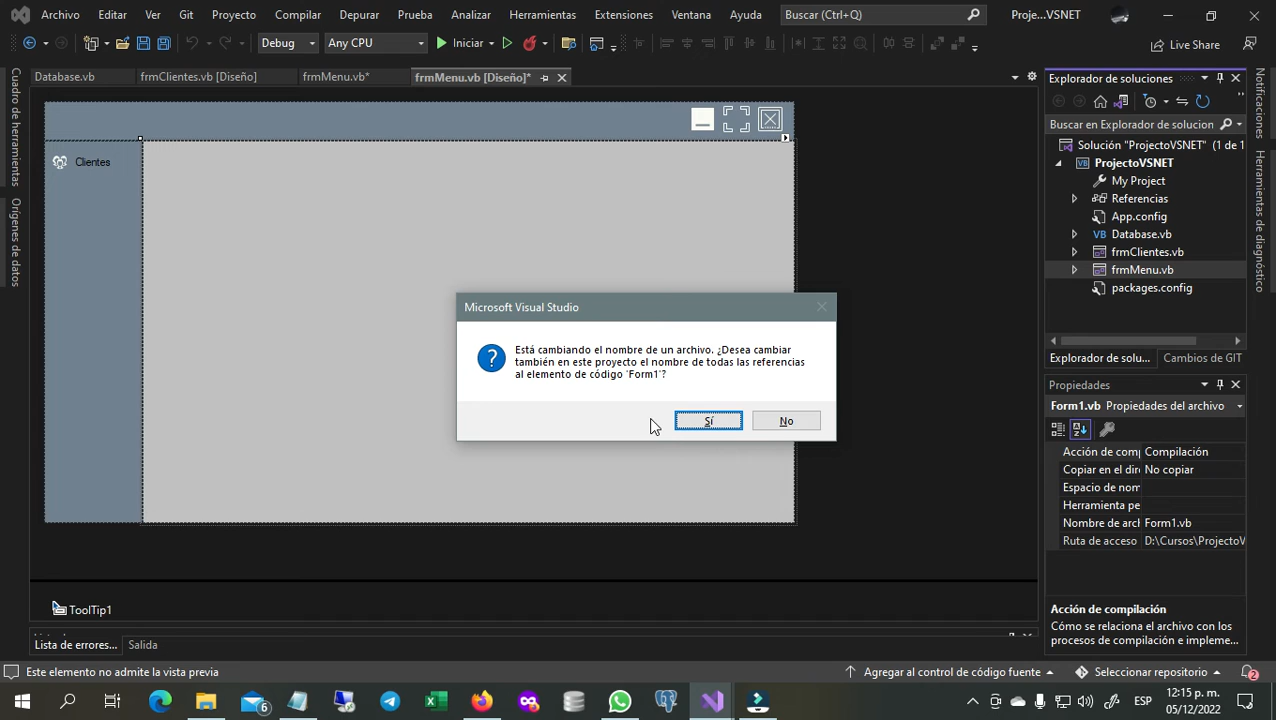 Archivo Editar Ver Git Proyecto Compilar Depurar Prueba Analizar Herramientas Extensiones Ventana Ayuda Buscar (Ctrl+Q) Proje...VSNET
Debug Any CPU Iniciar Live Share
Database.vb frmClientes.vb [Diseño] frmMenu.vb* frmMenu.vb [Diseño]*
Cuadro de herramientas
Orígenes de datos
Clientes
Microsoft Visual Studio
Está cambiando el nombre de un archivo. ¿Desea cambiar
también en este proyecto el nombre de todas las referencias
al elemento de código 'Form1'?
Sí No
ToolTip1
Explorador de soluciones
Buscar en Explorador de solucion
Solución "ProjectoVSNET" (1 de 1
ProjectoVSNET
My Project
Referencias
App.config
Database.vb
frmClientes.vb
frmMenu.vb
packages.config
Explorador de solu... Cambios de GIT
Propiedades
Form1.vb Propiedades del archivo
Acción de comp Compilación
Copiar en el dire No copiar
Espacio de nom
Herramienta pe
Nombre de arch Form1.vb
Ruta de acceso D:\Cursos\ProjectoV
Acción de compilación
Cómo se relaciona el archivo con los
procesos de compilación e impleme...
Notificaciones
Herramientas de diagnóstico
Lista de errores... Salida
Este elemento no admite la vista previa Agregar al control de código fuente Seleccionar repositorio 2
6
ESP
12:15 p. m.
05/12/2022